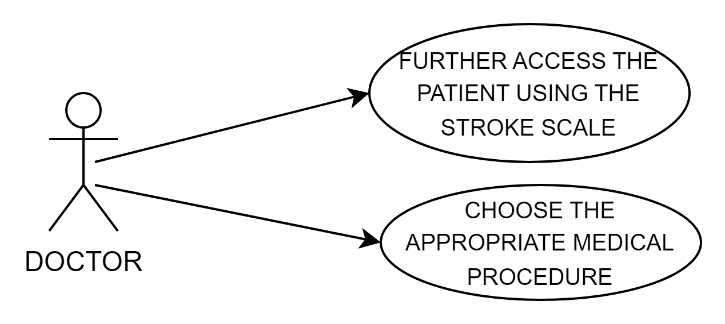 FURTHER ACCESS THE
PATIENT USING THE
STROKE SCALE
DOCTOR
CHOOSE THE
APPROPRIATE MEDICAL
PROCEDURE